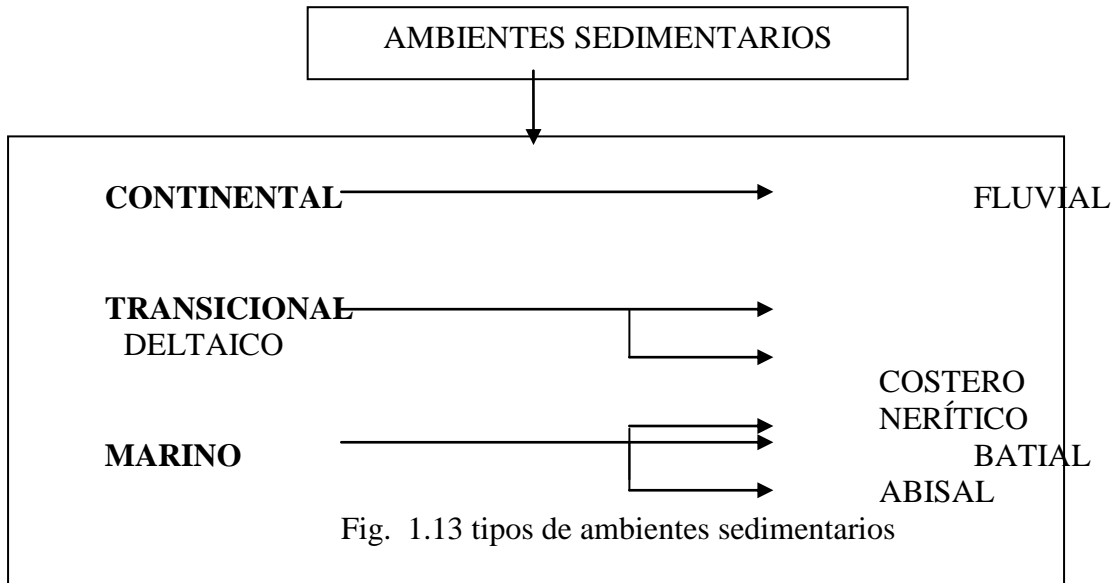 AMBIENTES SEDIMENTARIOS
CONTINENTAL FLUVIAL
TRANSICIONAL
DELTAICO
COSTERO
NERÍTICO
MARINO BATIAL
ABISAL
Fig. 1.13 tipos de ambientes sedimentarios